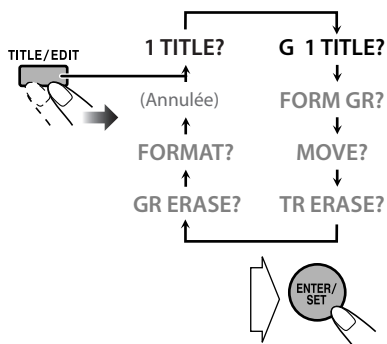 TITLE/EDIT
1 TITLE?
G 1 TITLE?
(Annulée)
FORM GR?
FORMAT?
MOVE?
GR ERASE?
TR ERASE?
ENTER/
SET